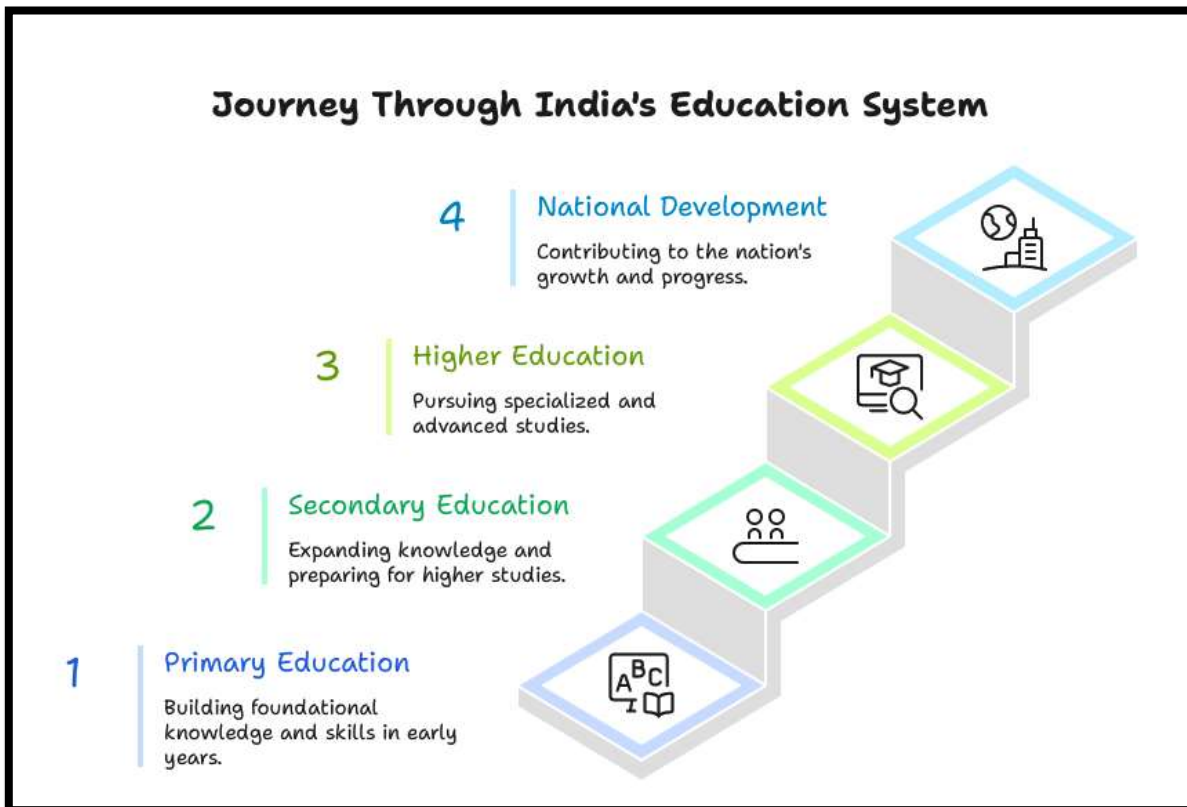 Journey Through India's Education System
4
National Development
Contributing to the nation's
growth and progress.
3
Higher Education
Pursuing specialized and
advanced studies.
2
Secondary Education
Expanding knowledge and
preparing for higher studies.
1
Primary Education
Building foundational
knowledge and skills in early
years.
ABC
I